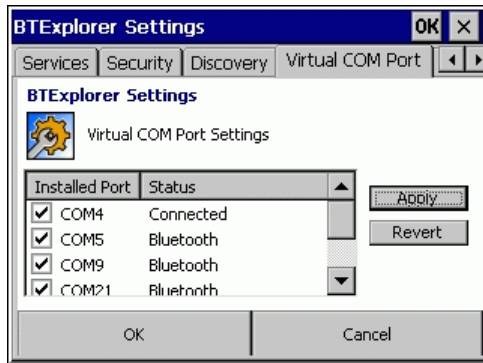 BTExplorer Settings OK ×
Services Security Discovery Virtual COM Port
BTExplorer Settings
Virtual COM Port Settings
Installed Port Status
COM4 Connected
COM5 Bluetooth
COM9 Bluetooth
COM21 Bluetooth
Apply
Revert
OK Cancel